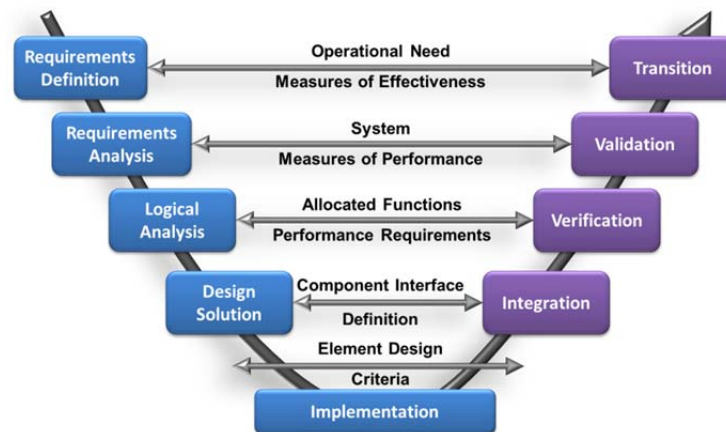 Requirements
Definition
Operational Need
Measures of Effectiveness
Transition
Requirements
Analysis
System
Measures of Performance
Validation
Logical
Analysis
Allocated Functions
Performance Requirements
Verification
Design
Solution
Component Interface
Definition
Integration
Element Design
Criteria
Implementation